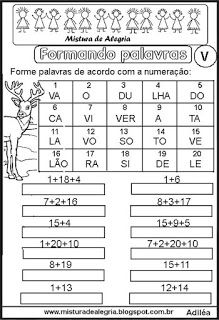 Mistura de Alegria
Formando palavras V
Forme palavras de acordo com a numeração:
1 2 3 4 5
VA O DU LHA DO
6 7 8 9 10
CA VI VER A TA
11 12 13 14 15
LA VO SO TO VE
16 17 18 19 20
LÃO RA SI DE LE
1+18+4 1+6
7+2+16 8+3+17
15+4 15+9+5
1+20+10 7+2+20+10
8+19 15+11
1+13 12+14
www.misturadealegria.blogspot.com.br Adiléa